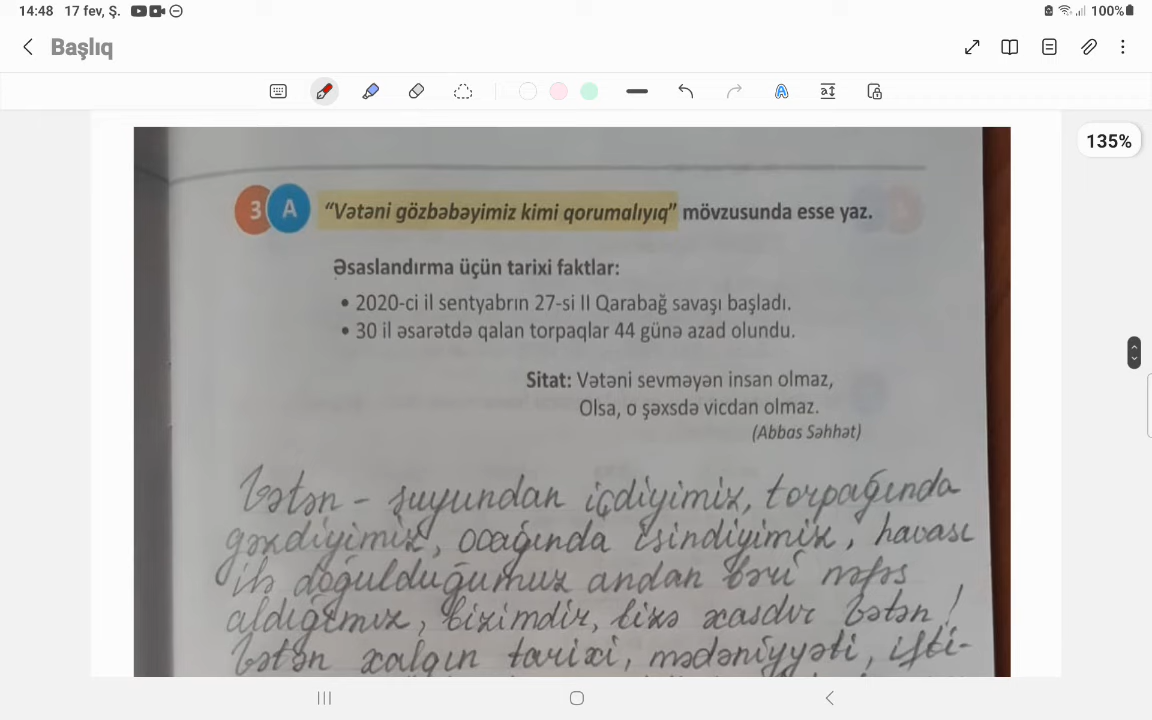 14:48 17 fev, Ş. 100%
Başlıq
135%
3 A "Vətəni gözbəbəyimiz kimi qorumalıyıq" mövzusunda esse yaz.
Əsaslandırma üçün tarixi faktlar:
• 2020-ci il sentyabrın 27-si II Qarabağ savaşı başladı.
• 30 il əsarətdə qalan torpaqlar 44 günə azad olundu.
Sitat: Vətəni sevməyən insan olmaz,
Olsa, o şəxsdə vicdan olmaz.
(Abbas Səhhət)
Vətən - suyundan içdiyimiz, torpağında
gəzdiyimiz, ocağında isindiyimiz, havası
ilə doğulduğumuz andan bəri nəfəs
aldığımız, bizimdir, bizə xasdır Vətən!
Vətən xalqın tarixi, mədəniyyəti, işti-